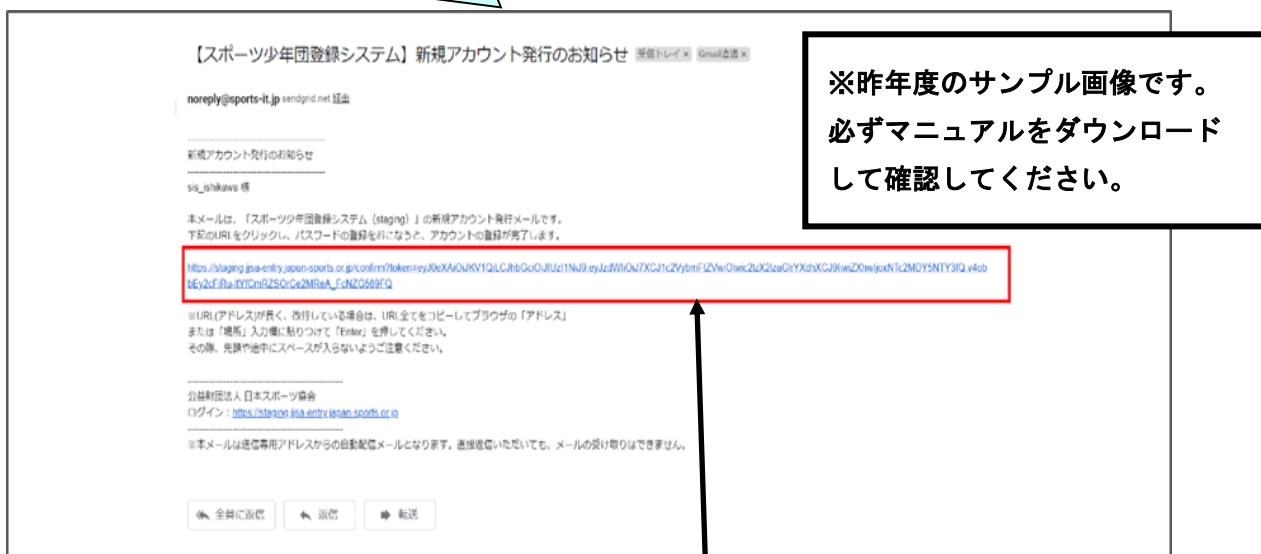 【スポーツ少年団登録システム】新規アカウント発行のお知らせ 受信トレイ× Gmail直通×
※昨年度のサンプル画像です。
必ずマニュアルをダウンロード
して確認してください。
noreply@sports-it.jp sendgrid.net 経由
新規アカウント発行のお知らせ
sis_ishikawa 様
本メールは、「スポーツ少年団登録システム（staging）」の新規アカウント発行メールです。
下記のURLをクリックし、パスワードの登録をおこなうと、アカウントの登録が完了します。
※URL(アドレス)が長く、改行している場合は、URL全てをコピーしてブラウザの「アドレス」
または「場所」入力欄に貼りつけて「Enter」を押してください。
その際、先頭や途中にスペースが入らないようご注意ください。
公益財団法人 日本スポーツ協会
ログイン：
※本メールは送信専用アドレスからの自動配信メールとなります。直接返信いただいても、メールの受け取りはできません。
全員に返信 返信 転送